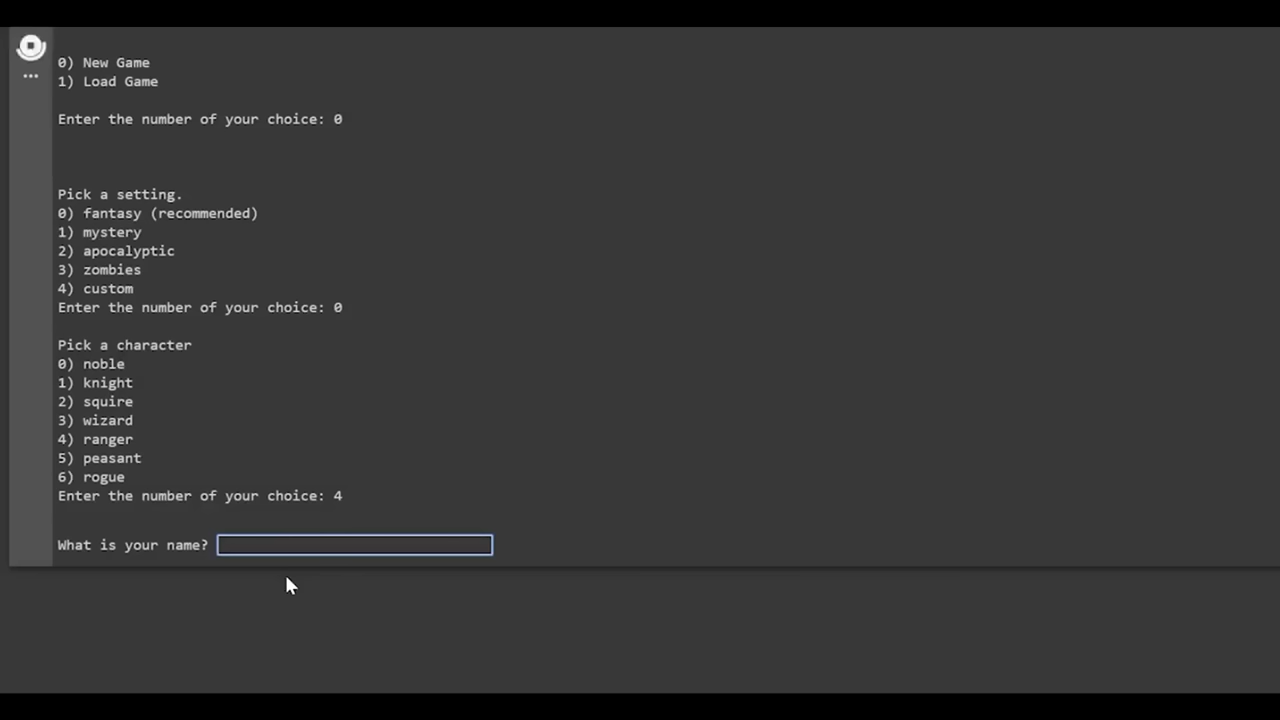 0) New Game
1) Load Game
Enter the number of your choice: 0
Pick a setting.
0) fantasy (recommended)
1) mystery
2) apocalyptic
3) zombies
4) custom
Enter the number of your choice: 0
Pick a character
0) noble
1) knight
2) squire
3) wizard
4) ranger
5) peasant
6) rogue
Enter the number of your choice: 4
What is your name?